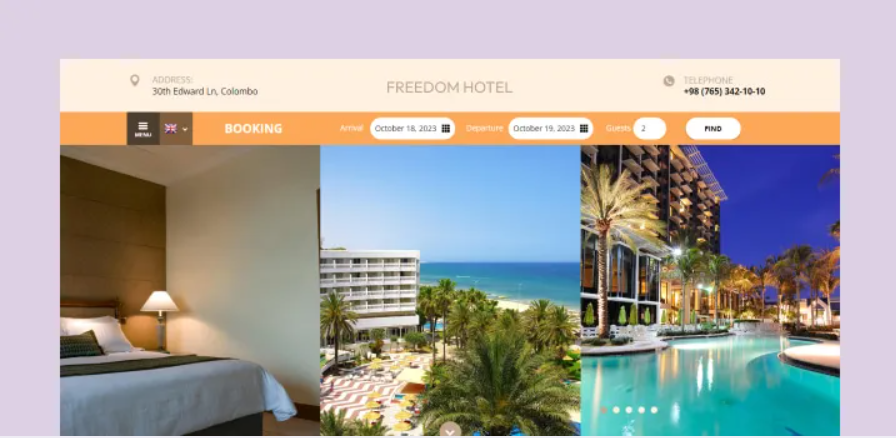 ADDRESS:
30th Edward Ln, Colombo
FREEDOM HOTEL
TELEPHONE
+98 (765) 342-10-10
MENU
BOOKING
Arrival
October 18, 2023
Departure
October 19, 2023
Guests
2
FIND